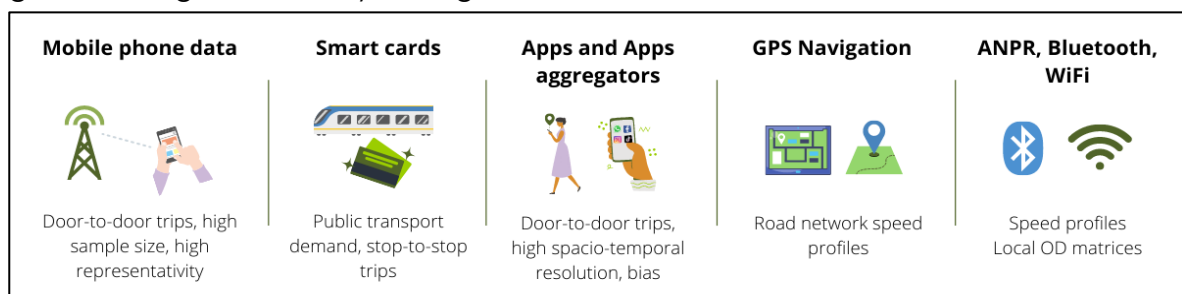 Mobile phone data
Door-to-door trips, high
sample size, high
representativity
Smart cards
Public transport
demand, stop-to-stop
trips
Apps and Apps
aggregators
Door-to-door trips,
high spacio-temporal
resolution, bias
GPS Navigation
Road network speed
profiles
ANPR, Bluetooth,
WiFi
Speed profiles
Local OD matrices